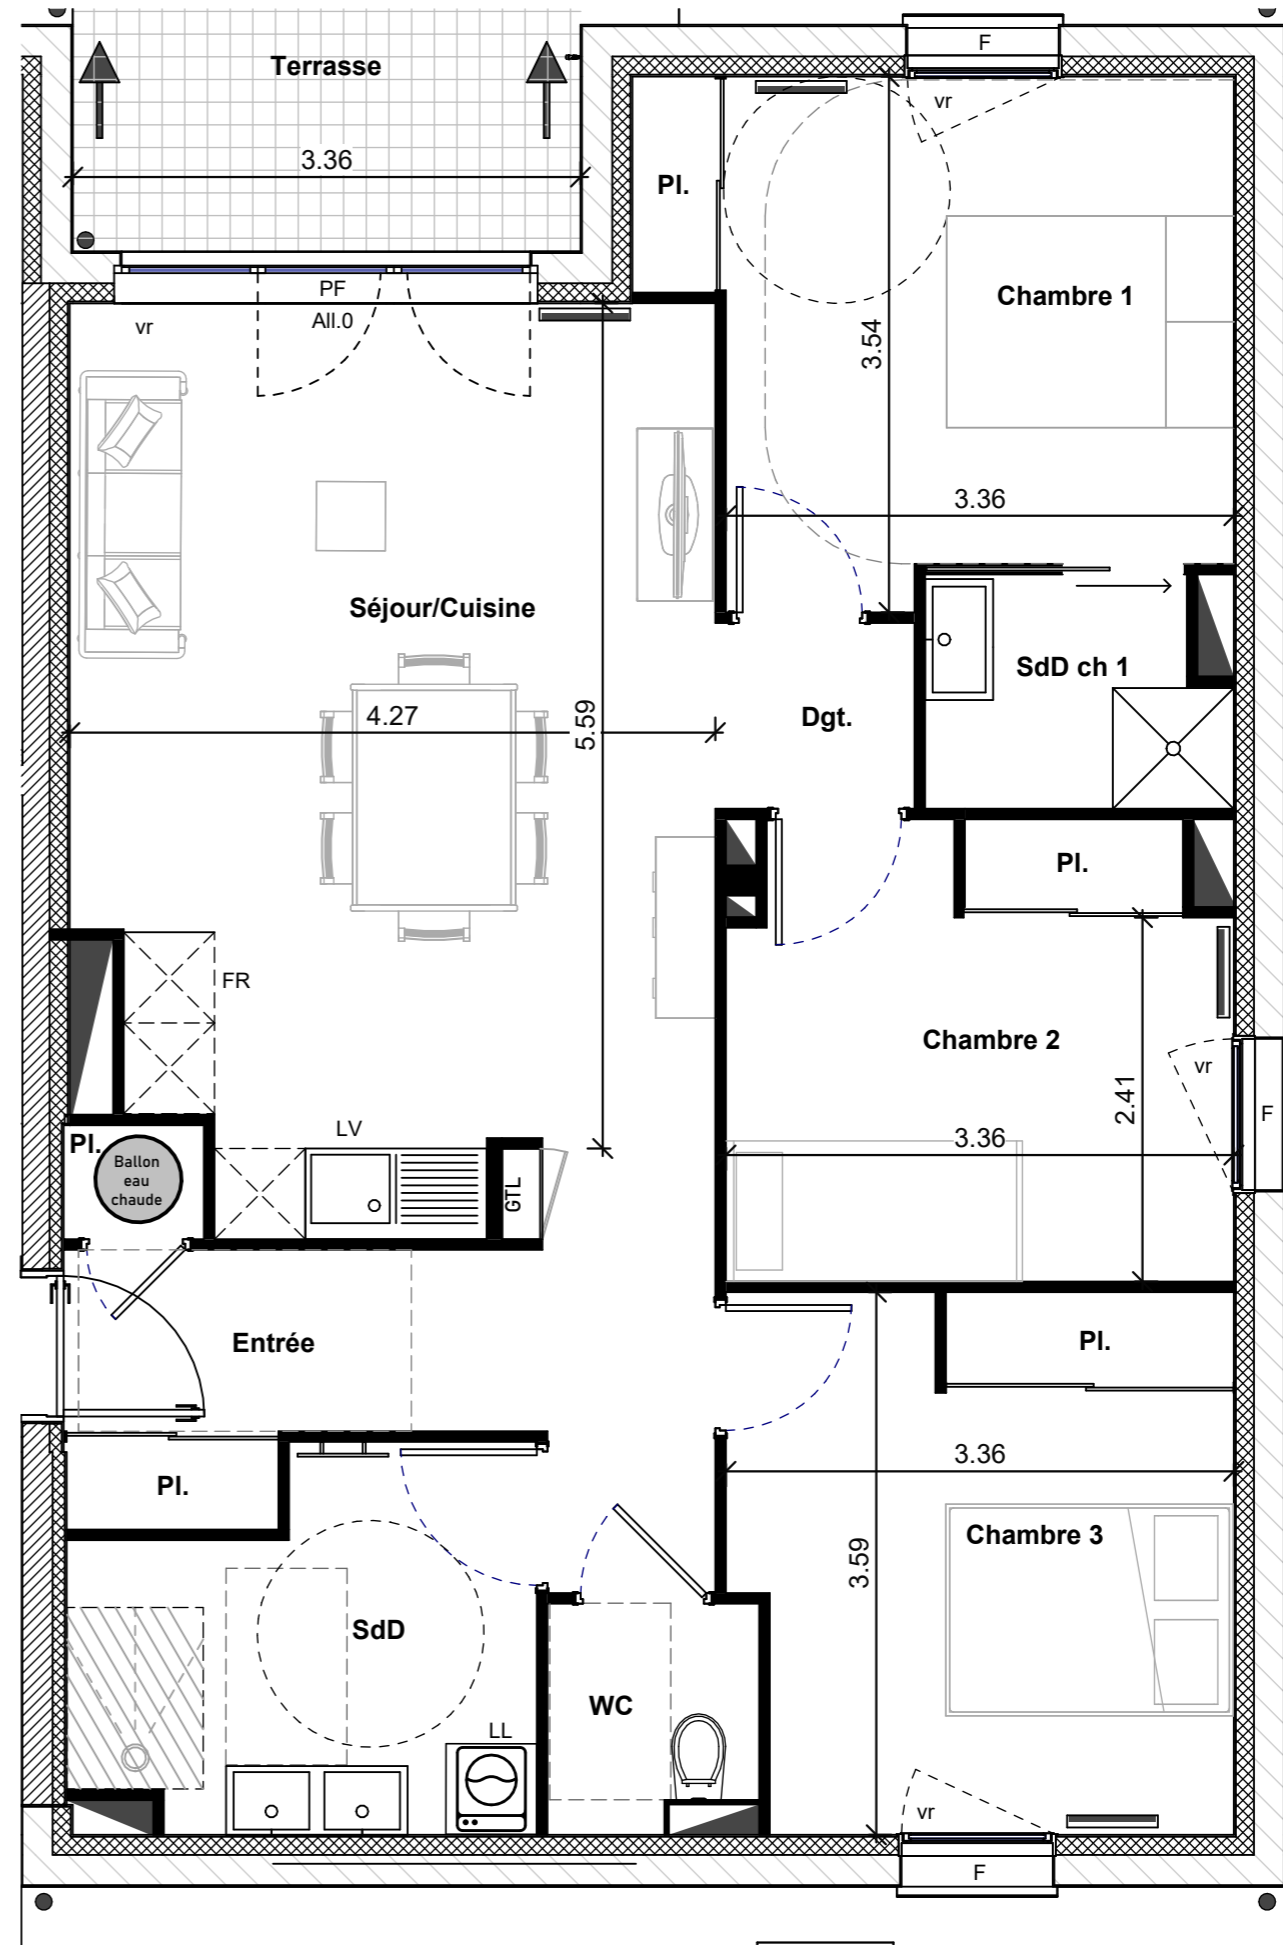 F
Terrasse
vr
3.36
Pl.
Chambre 1
PF
vr
All.0
3.54
3.36
Séjour/Cuisine
SdD ch 1
4.27
5.59
Dgt.
Pl.
FR
Chambre 2
vr
2.41
F
LV
3.36
Pl.
Ballon
eau
chaude
GTL
Entrée
Pl.
3.36
Pl.
Chambre 3
3.59
SdD
WC
LL
vr
F